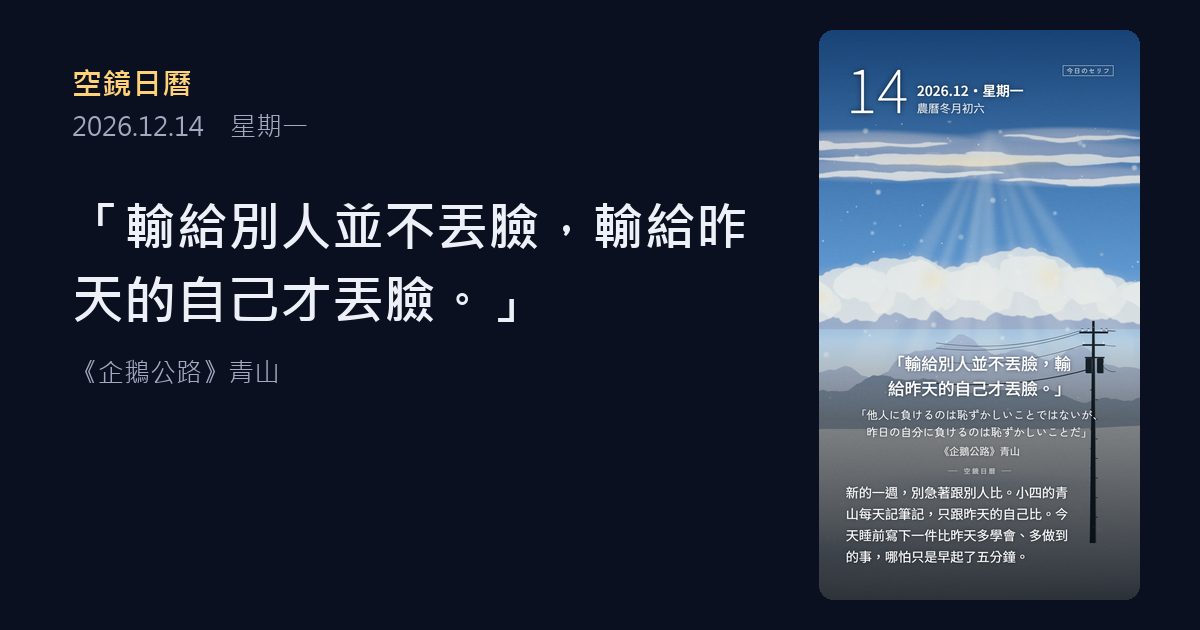 空鏡日曆
2026.12.14 星期一
「輸給別人並不丟臉，輸給昨
天的自己才丟臉。」
《企鵝公路》青山
14
2026.12・星期一
農曆冬月初六
今日のセリフ
「輸給別人並不丟臉，輸
給昨天的自己才丟臉。」
「他人に負けるのは恥ずかしいことではないが、
昨日の自分に負けるのは恥ずかしいことだ」
《企鵝公路》青山
— 空鏡日曆 —
新的一週，別急著跟別人比。小四的青
山每天記筆記，只跟昨天的自己比。今
天睡前寫下一件比昨天多學會、多做到
的事，哪怕只是早起了五分鐘。